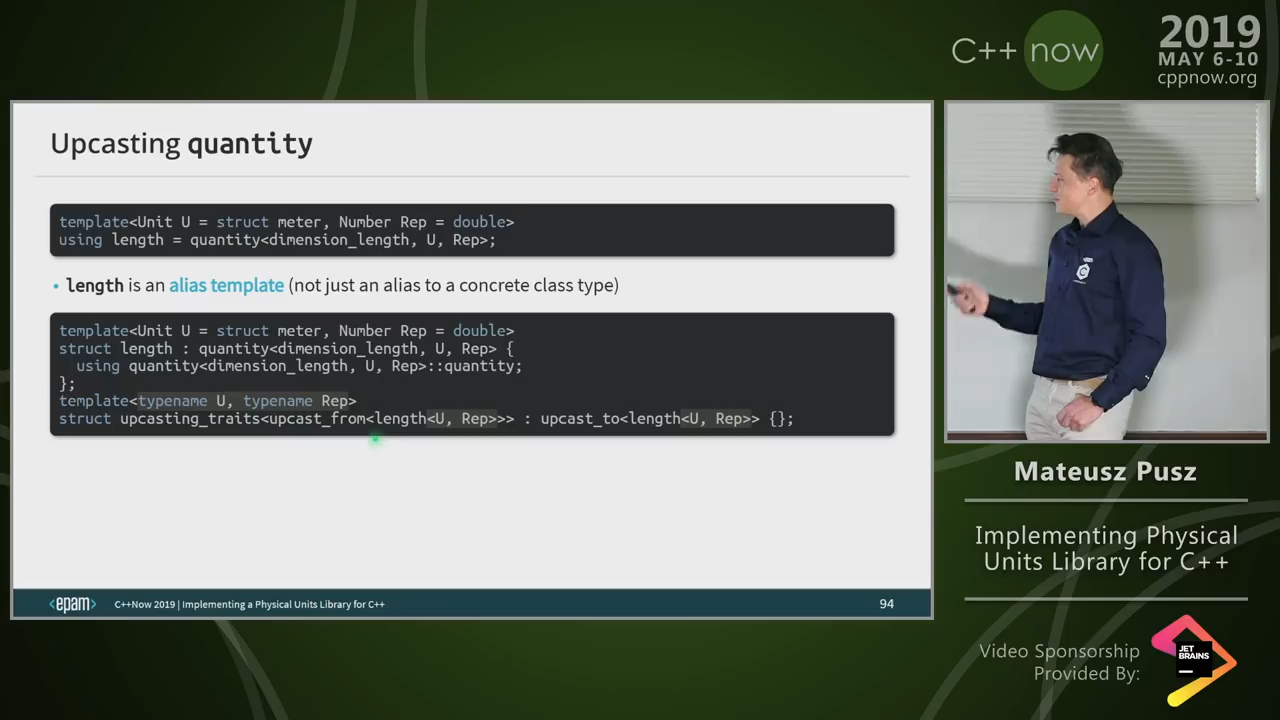 C++ now
2019
MAY 6-10
cppnow.org
Upcasting quantity
template<Unit U = struct meter, Number Rep = double>
using length = quantity<dimension_length, U, Rep>;
• length is an alias template (not just an alias to a concrete class type)
template<Unit U = struct meter, Number Rep = double>
struct length : quantity<dimension_length, U, Rep> {
  using quantity<dimension_length, U, Rep>::quantity;
};
template<typename U, typename Rep>
struct upcasting_traits<upcast_from<length<U, Rep>>> : upcast_to<length<U, Rep>> {};
<epam>
C++Now 2019 | Implementing a Physical Units Library for C++
94
Mateusz Pusz
Implementing Physical
Units Library for C++
Video Sponsorship
Provided By:
JET
BRAINS